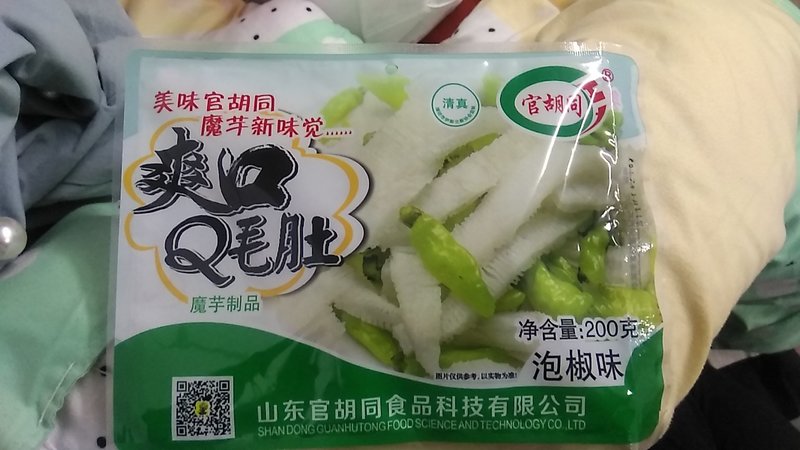 美味官胡同
魔芋新味觉......
清真
官胡同
®
爽口
Q毛肚
魔芋制品
净含量:200克
泡椒味
图片仅供参考,以实物为准!
山东官胡同食品科技有限公司
SHAN DONG GUANHUTONG FOOD SCIENCE AND TECHNOLOGY CO .,LTD